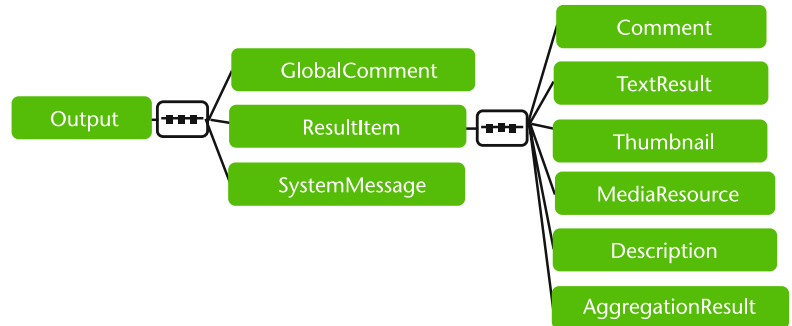 Output
GlobalComment
ResultItem
SystemMessage
Comment
TextResult
Thumbnail
MediaResource
Description
AggregationResult